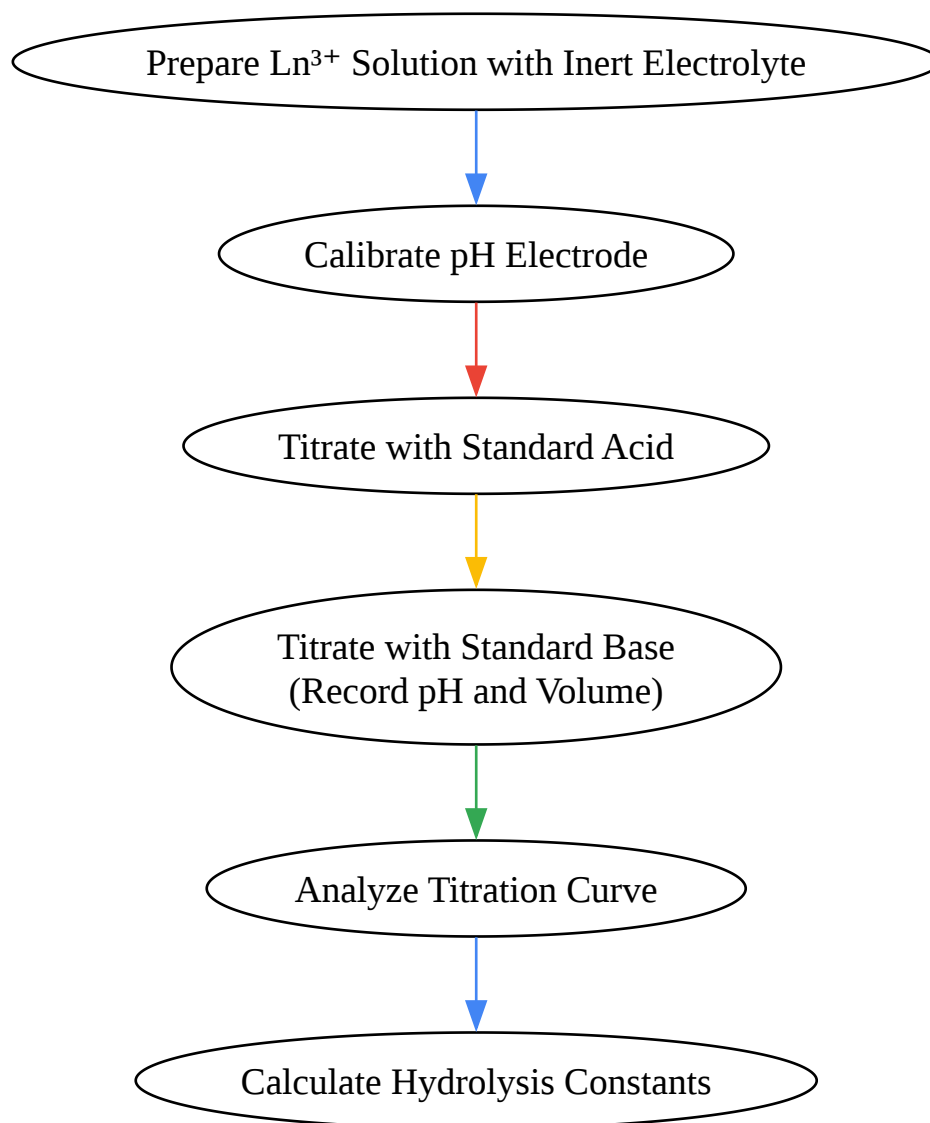 Prepare Ln³⁺ Solution with Inert Electrolyte
Calibrate pH Electrode
Titrate with Standard Acid
Titrate with Standard Base
(Record pH and Volume)
Analyze Titration Curve
Calculate Hydrolysis Constants